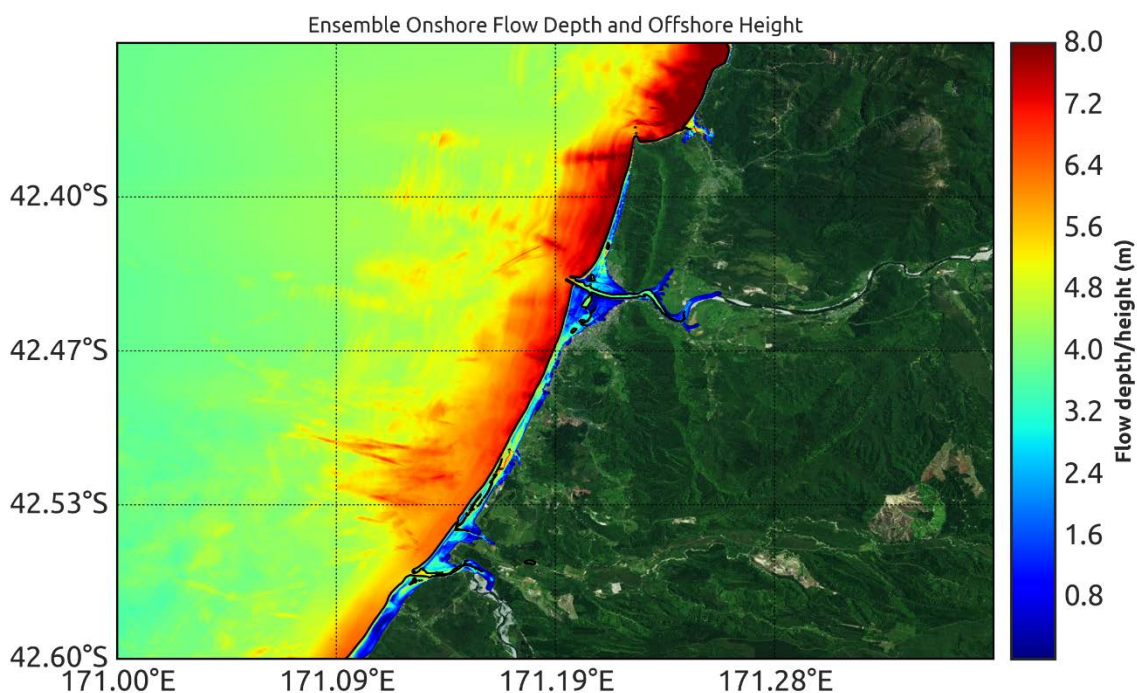 Ensemble Onshore Flow Depth and Offshore Height
42.40°S
42.47°S
42.53°S
42.60°S
171.00°E
171.09°E
171.19°E
171.28°E
8.0
7.2
6.4
5.6
4.8
4.0
3.2
2.4
1.6
0.8
Flow depth/height (m)